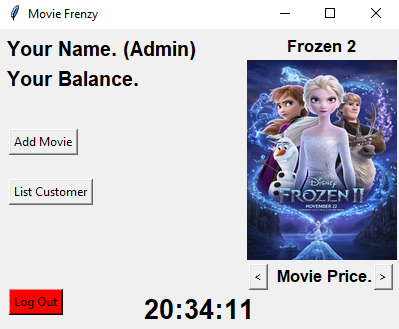 Movie Frenzy
Your Name. (Admin)
Your Balance.
Add Movie
List Customer
Log Out
Frozen 2
Disney
FROZEN II
NOVEMBER 22
<
Movie Price.
>
20:34:11